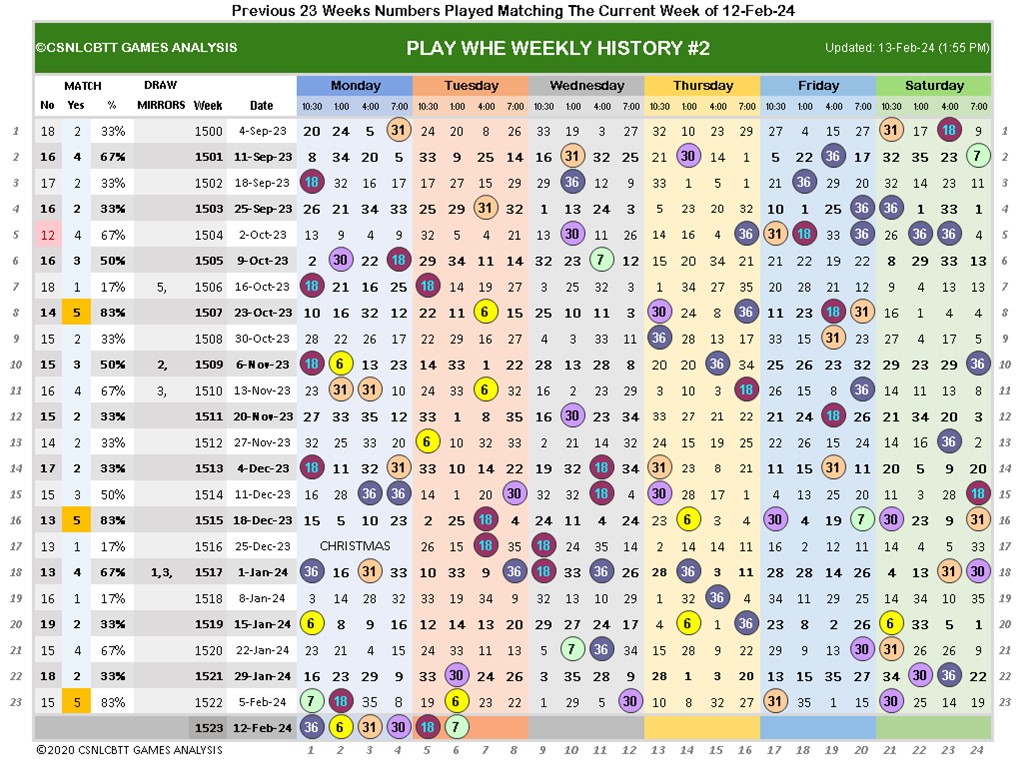 Previous 23 Weeks Numbers Played Matching The Current Week of 12-Feb-24
©CSNLCBTT GAMES ANALYSIS PLAY WHE WEEKLY HISTORY #2 Updated: 13-Feb-24 (1:55 PM)
MATCH DRAW Monday Tuesday Wednesday Thursday Friday Saturday
No Yes % MIRRORS Week Date 10:30 1:00 4:00 7:00 10:30 1:00 4:00 7:00 10:30 1:00 4:00 7:00 10:30 1:00 4:00 7:00 10:30 1:00 4:00 7:00 10:30 1:00 4:00 7:00
1 18 2 33% 1500 4-Sep-23 20 24 5 31 24 20 8 26 33 19 3 27 32 10 23 29 27 4 15 27 21 17 18 9 1
2 16 4 67% 1501 11-Sep-23 8 34 20 5 33 9 25 14 16 31 32 25 21 30 14 1 5 22 36 17 32 35 23 7 2
3 17 2 33% 1502 18-Sep-23 18 32 16 17 17 27 15 29 29 36 12 9 33 1 5 1 21 36 29 20 32 14 23 11 3
4 16 2 33% 1503 25-Sep-23 26 21 34 33 25 29 31 32 1 13 24 3 5 23 20 32 10 1 25 36 36 1 33 1 4
5 12 4 67% 1504 2-Oct-23 13 9 4 9 32 5 4 21 13 30 11 26 14 16 4 36 31 18 33 36 26 36 36 4 5
6 16 3 50% 1505 9-Oct-23 2 30 22 18 29 34 11 14 32 23 7 12 15 20 34 21 21 22 19 22 8 29 33 13 6
7 18 1 17% 5, 1506 16-Oct-23 18 21 16 25 18 14 19 27 3 25 32 3 1 34 27 35 20 28 21 12 9 4 13 13 7
8 14 5 83% 1507 23-Oct-23 10 16 32 12 22 11 6 15 25 10 11 3 30 24 8 36 11 23 18 31 16 1 4 4 8
9 15 2 33% 1508 30-Oct-23 28 22 26 17 22 29 16 27 4 3 33 11 36 28 13 17 33 15 31 23 27 4 17 5 9
10 15 3 50% 2, 1509 6-Nov-23 18 6 13 23 14 33 1 22 28 13 28 8 20 20 36 34 25 26 23 32 29 23 29 36 10
11 16 4 67% 3, 1510 13-Nov-23 23 31 31 10 24 22 6 32 16 2 23 29 3 10 3 18 26 15 8 36 14 11 13 8 11
12 15 2 33% 1511 20-Nov-23 27 33 35 12 33 1 8 35 16 30 23 34 33 27 21 22 21 24 18 26 21 34 20 3 12
13 14 2 33% 1512 27-Nov-23 32 25 33 20 6 10 32 33 2 21 14 32 24 15 19 25 22 26 15 24 14 16 36 2 13
14 17 2 33% 1513 4-Dec-23 18 11 32 31 33 10 14 22 19 32 18 34 31 23 8 21 11 15 31 11 20 5 9 20 14
15 15 3 50% 1514 11-Dec-23 16 28 36 36 14 1 20 30 32 32 18 4 30 28 17 1 4 13 25 20 11 3 28 18 15
16 13 5 83% 1515 18-Dec-23 15 5 10 23 2 25 18 4 24 11 4 24 23 6 3 4 30 4 19 7 30 23 9 31 16
17 13 1 17% 1516 25-Dec-23 CHRISTMAS 26 15 18 35 18 24 35 14 2 14 14 11 16 2 12 11 14 4 5 33 17
18 13 4 67% 1,3, 1517 1-Jan-24 36 16 31 33 10 33 9 36 18 33 36 26 28 36 3 11 28 28 14 26 4 13 31 30 18
19 16 1 17% 1518 8-Jan-24 3 14 28 32 33 19 34 9 29 13 10 29 1 32 36 4 34 11 29 25 14 34 10 35 19
20 19 2 33% 1519 15-Jan-24 6 8 9 16 12 14 13 20 29 27 24 17 4 6 1 36 23 8 2 26 6 33 5 1 20
21 15 4 67% 1520 22-Jan-24 23 21 4 15 24 33 11 13 5 7 36 34 15 28 9 22 19 9 34 30 31 26 26 9 21
22 18 2 33% 1521 29-Jan-24 16 23 29 9 33 30 24 26 3 35 28 9 28 1 3 20 13 15 35 27 34 30 36 22 22
23 15 5 83% 1522 5-Feb-24 7 18 35 8 19 6 23 22 1 29 5 30 10 8 32 27 31 35 1 15 30 25 14 19 23
1523 12-Feb-24 36 6 31 30 18 7
©2020 CSNLCBTT GAMES ANALYSIS 1 2 3 4 5 6 7 8 9 10 11 12 13 14 15 16 17 18 19 20 21 22 23 24